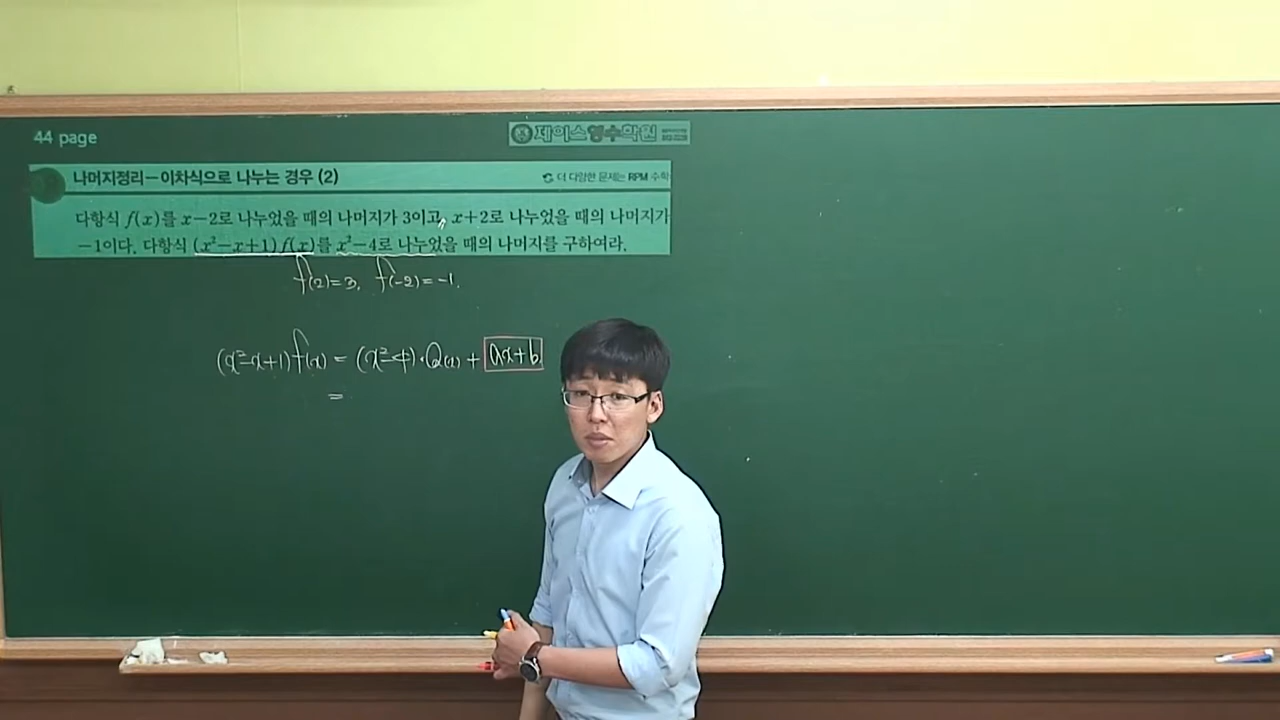 44 page
제이스영수학원
나머지정리-이차식으로 나누는 경우 (2)
더 다양한 문제는 RPM 수학
다항식 f(x)를 x-2로 나누었을 때의 나머지가 3이고, x+2로 나누었을 때의 나머지가
-1이다. 다항식 (x²-x+1)f(x)를 x²-4로 나누었을 때의 나머지를 구하여라.
f(2)=3, f(-2)=-1.
(x²-x+1)f(x) = (x²-4)·Q(x) + ax+b
=